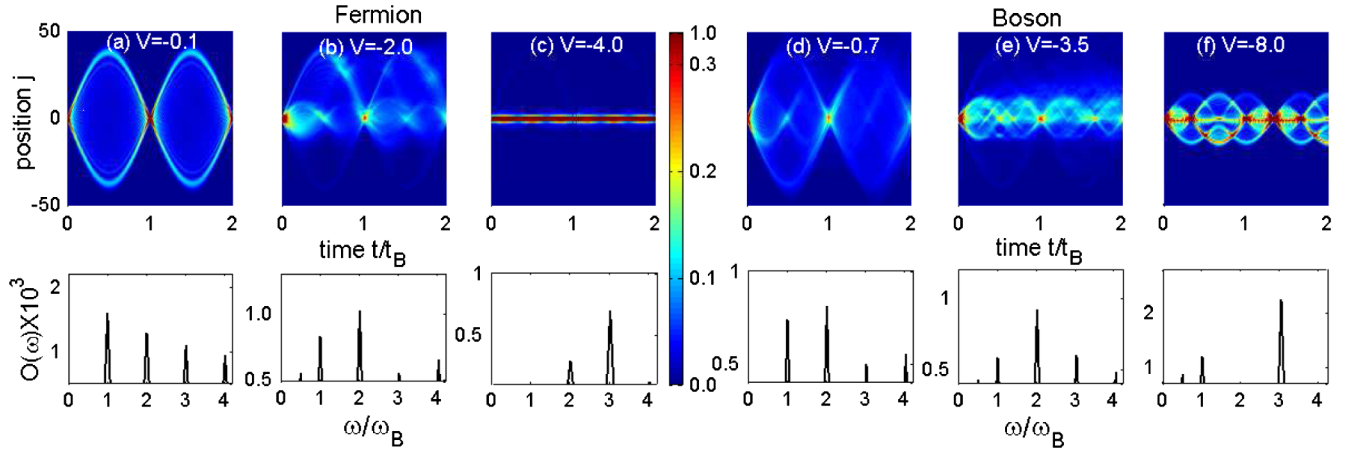 Fermion Boson
(a) V=-0.1 (b) V=-2.0 (c) V=-4.0 (d) V=-0.7 (e) V=-3.5 (f) V=-8.0
position j
50
0
-50
0 1 2 0 1 2 0 1 2 0 1 2 0 1 2 0 1 2
time t/t_B time t/t_B
1.0
0.3
0.2
0.1
0.0
O(ω)X10³
2
1
1.0
0.5
1
0.5
1
0.5
1
0.5
2
1
0 1 2 3 4 0 1 2 3 4 0 1 2 3 4 0 1 2 3 4 0 1 2 3 4 0 1 2 3 4
ω/ω_B ω/ω_B